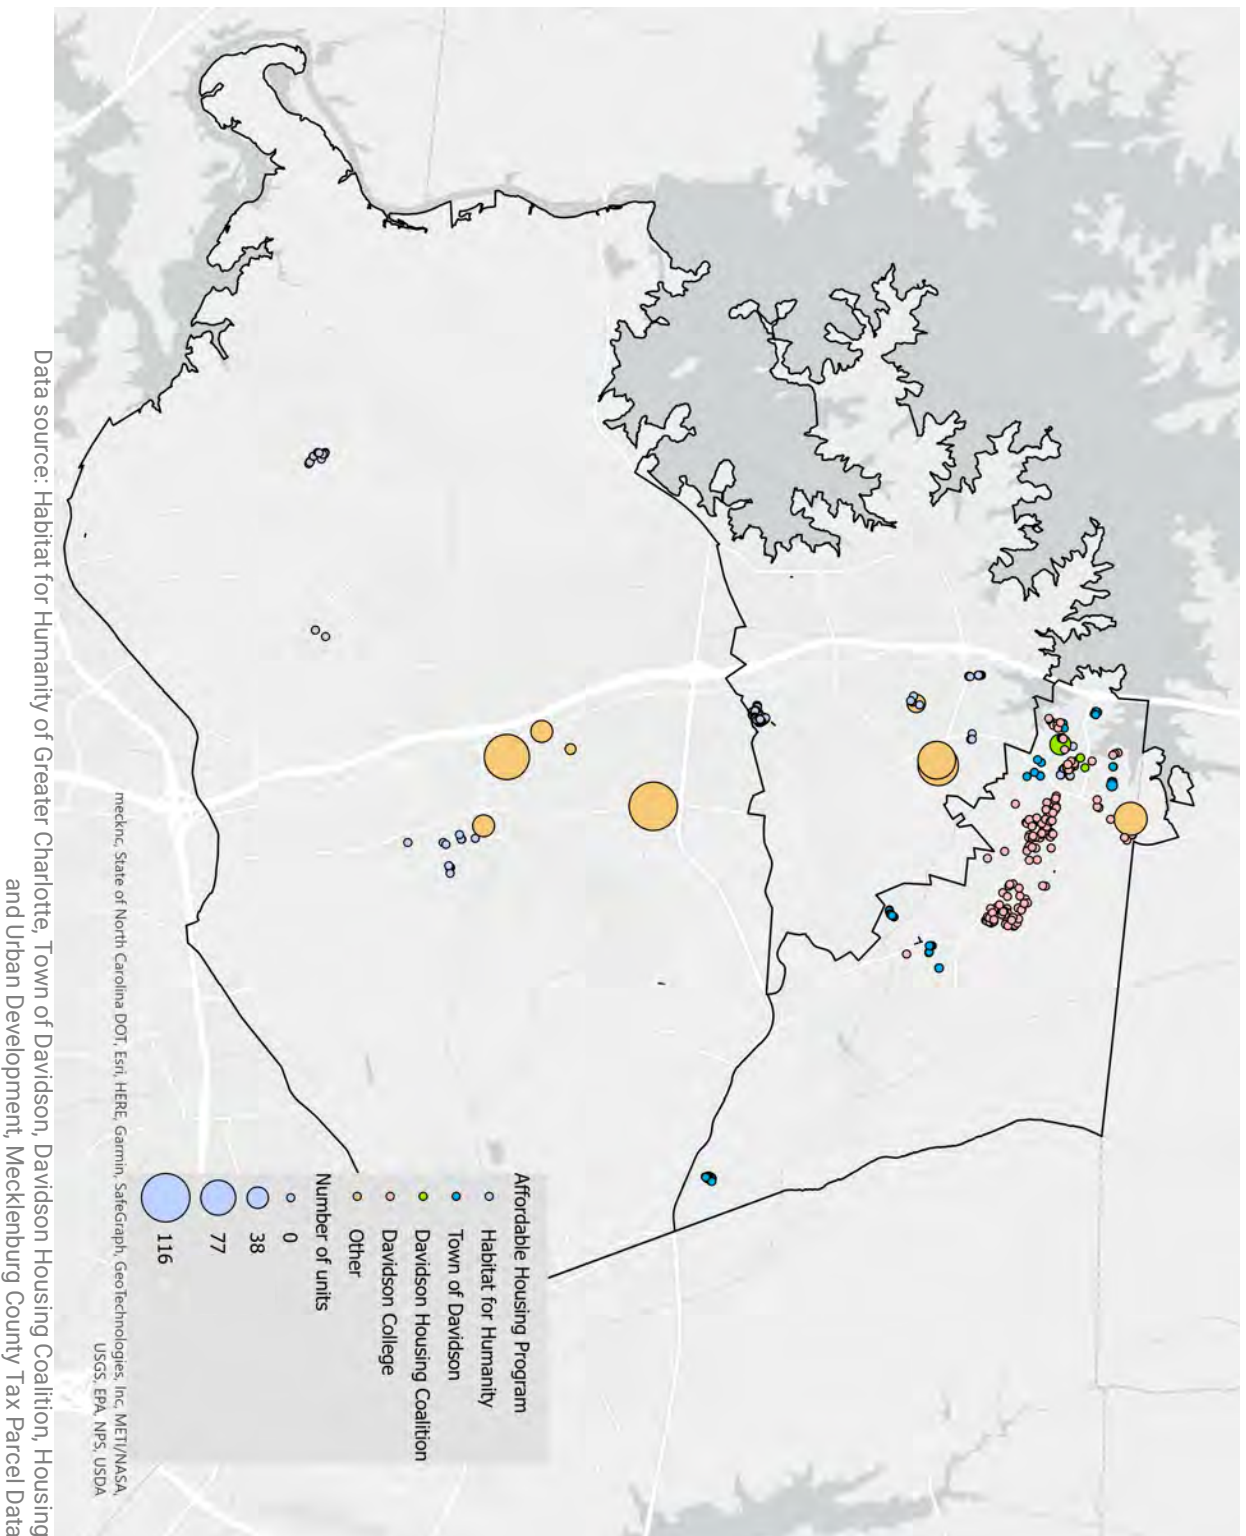 Affordable Housing Program
Habitat for Humanity
Town of Davidson
Davidson Housing Coalition
Davidson College
Other
Number of units
0
38
77
116
mecknc, State of North Carolina DOT, Esri, HERE, Garmin, SafeGraph, GeoTechnologies, Inc, METI/NASA,
USGS, EPA, NPS, USDA
Data source: Habitat for Humanity of Greater Charlotte, Town of Davidson, Davidson Housing Coalition, Housing
and Urban Development, Mecklenburg County Tax Parcel Data